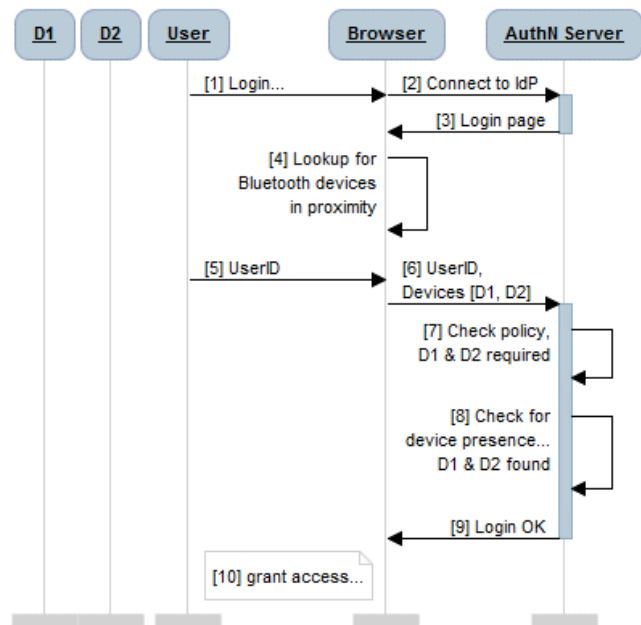 D1 D2 User Browser AuthN Server
[1] Login... [2] Connect to IdP
[3] Login page
[4] Lookup for
Bluetooth devices
in proximity
[5] UserID [6] UserID,
Devices [D1, D2]
[7] Check policy,
D1 & D2 required
[8] Check for
device presence...
D1 & D2 found
[9] Login OK
[10] grant access...